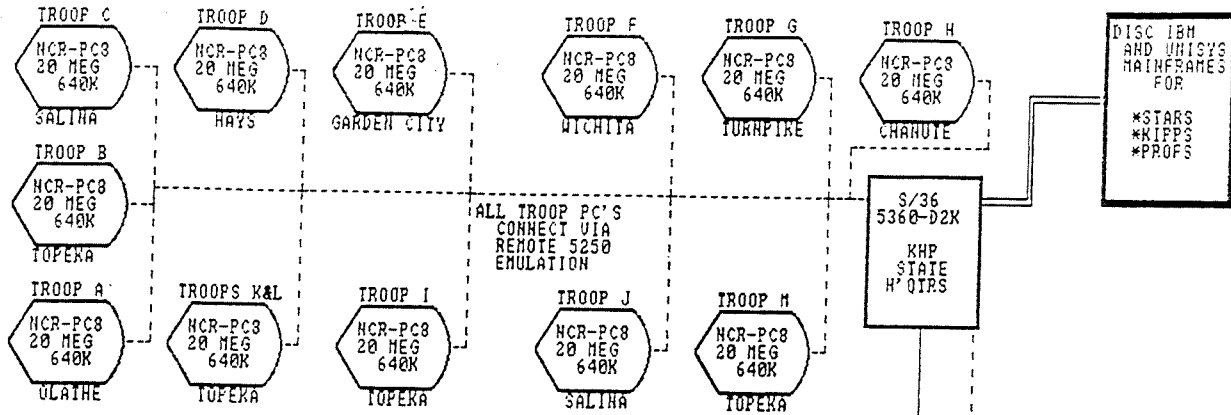 TROOP C
NCR-PC8
20 MEG
640K
SALINA
TROOP D
NCR-PC8
20 MEG
640K
HAYS
TROOP E
NCR-PC8
20 MEG
640K
GARDEN CITY
TROOP F
NCR-PC8
20 MEG
640K
WICHITA
TROOP G
NCR-PC8
20 MEG
640K
TURNPIKE
TROOP H
NCR-PC8
20 MEG
640K
CHANUTE
DISC IBM
AND UNISYS
MAINFRAMES
FOR
*STARS
*KIPPS
*PROFS
TROOP B
NCR-PC8
20 MEG
640K
TOPEKA
ALL TROOP PC'S
CONNECT VIA
REMOTE 5250
EMULATION
S/36
5360-D2K
KHP
STATE
H'QTRS
TROOP A
NCR-PC8
20 MEG
640K
OLATHE
TROOPS K&L
NCR-PC8
20 MEG
640K
TOPEKA
TROOP I
NCR-PC8
20 MEG
640K
TOPEKA
TROOP J
NCR-PC8
20 MEG
640K
SALINA
TROOP M
NCR-PC8
20 MEG
640K
TOPEKA